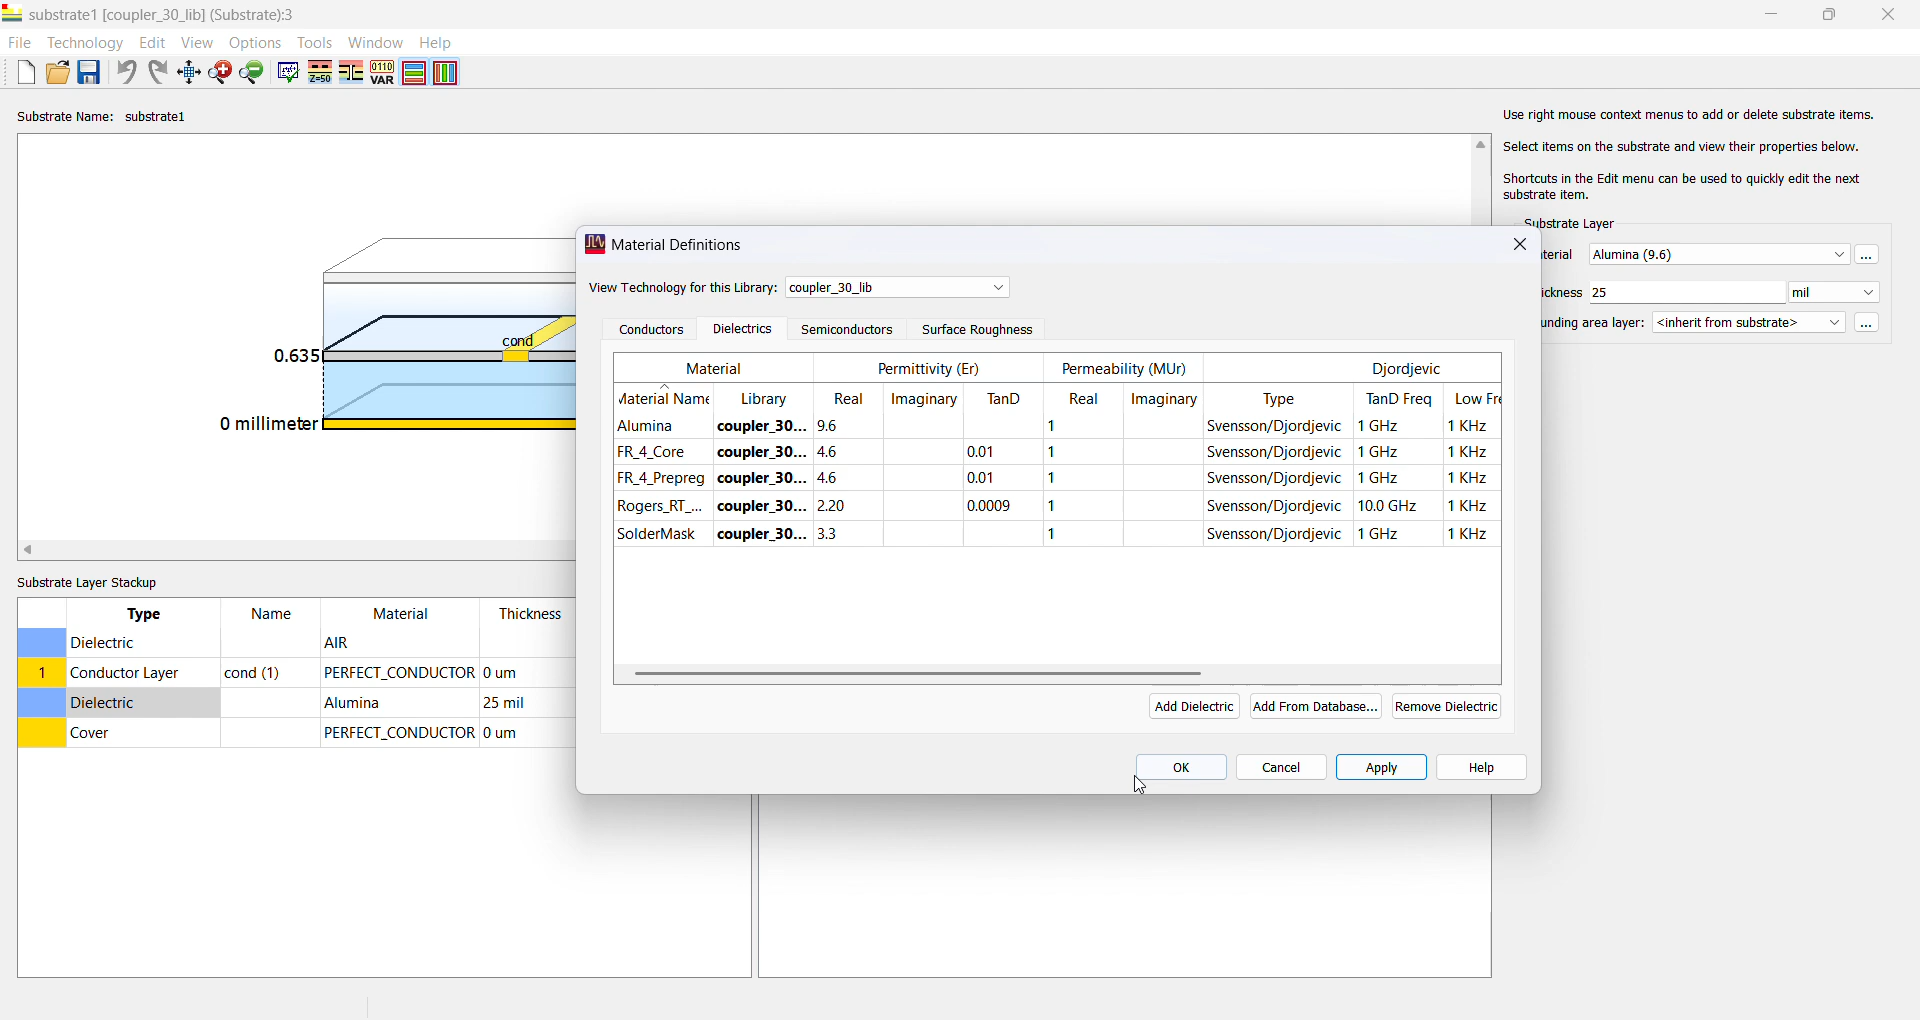 substrate1 [coupler_30_lib] (Substrate):3
File Technology Edit View Options Tools Window Help
Z=50 0110 VAR
Substrate Name: substrate1
Use right mouse context menus to add or delete substrate items.
Select items on the substrate and view their properties below.
Shortcuts in the Edit menu can be used to quickly edit the next
substrate item.
Substrate Layer
terial Alumina (9.6) ...
ickness 25 mil
unding area layer: <inherit from substrate> ...
cond
0.635
0 millimeter
Material Definitions
View Technology for this Library: coupler_30_lib
Conductors Dielectrics Semiconductors Surface Roughness
Material Permittivity (Er) Permeability (MUr) Djordjevic
Material Name Library Real Imaginary TanD Real Imaginary Type TanD Freq Low Fre
Alumina coupler_30... 9.6 1 Svensson/Djordjevic 1 GHz 1 KHz
FR_4_Core coupler_30... 4.6 0.01 1 Svensson/Djordjevic 1 GHz 1 KHz
FR_4_Prepreg coupler_30... 4.6 0.01 1 Svensson/Djordjevic 1 GHz 1 KHz
Rogers_RT_... coupler_30... 2.20 0.0009 1 Svensson/Djordjevic 10.0 GHz 1 KHz
SolderMask coupler_30... 3.3 1 Svensson/Djordjevic 1 GHz 1 KHz
Add Dielectric Add From Database... Remove Dielectric
OK Cancel Apply Help
Substrate Layer Stackup
Type Name Material Thickness
Dielectric AIR
1 Conductor Layer cond (1) PERFECT_CONDUCTOR 0 um
Dielectric Alumina 25 mil
Cover PERFECT_CONDUCTOR 0 um